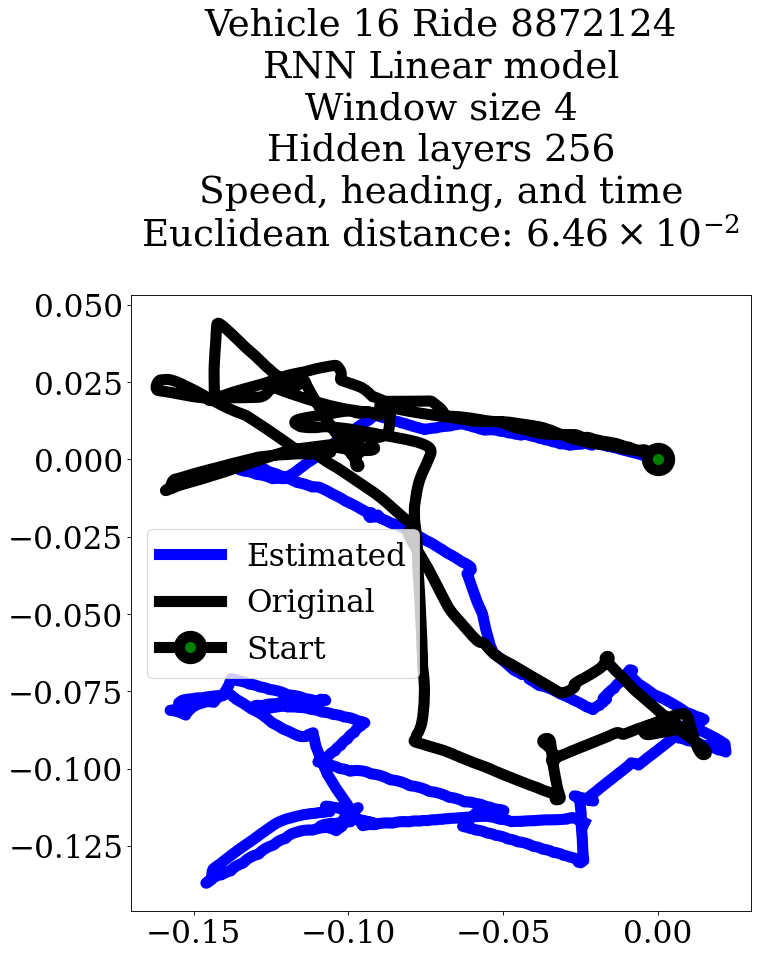 Vehicle 16 Ride 8872124
RNN Linear model
Window size 4
Hidden layers 256
Speed, heading, and time
Euclidean distance: 6.46 × 10⁻²
0.050
0.025
0.000
−0.025
−0.050
−0.075
−0.100
−0.125
Estimated
Original
Start
−0.15
−0.10
−0.05
0.00